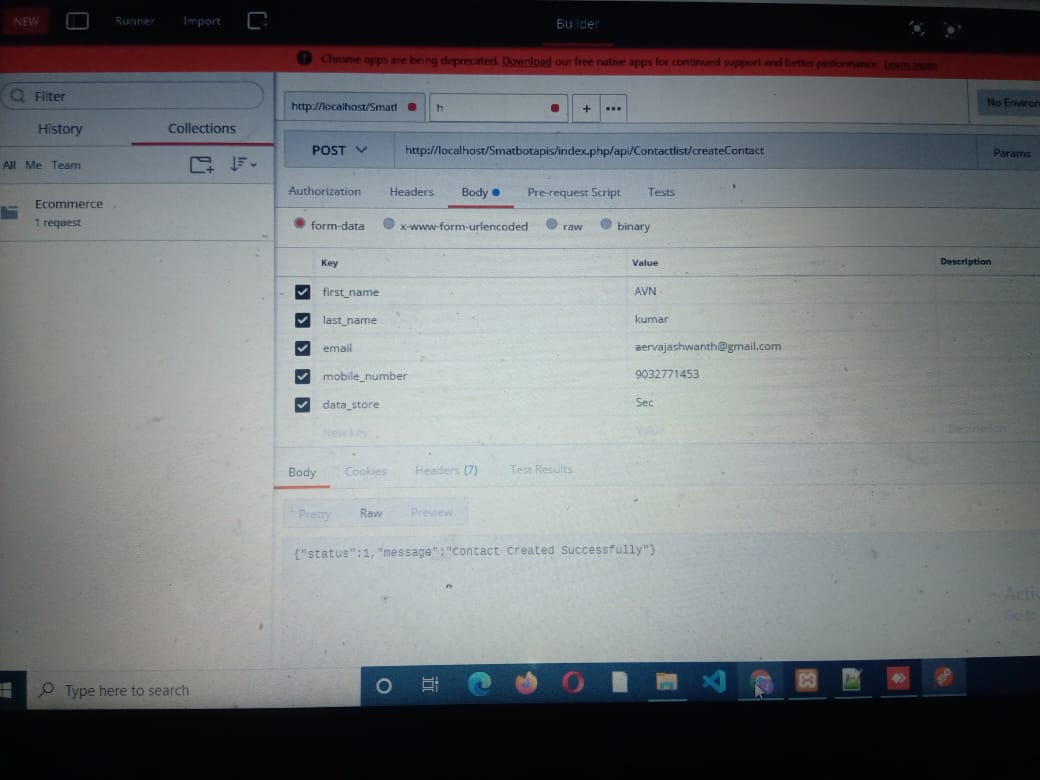 NEW Runner Import Builder
Chrome apps are being deprecated. Download our free native apps for continued support and better performance. Learn more
Filter
History Collections
All Me Team
Ecommerce
1 request
http://localhost/Smatl h + •••
No Environ
POST http://localhost/Smatbotapis/index.php/api/Contactlist/createContact Params
Authorization Headers Body Pre-request Script Tests
form-data x-www-form-urlencoded raw binary
Key Value Description
first_name AVN
last_name kumar
email aervajashwanth@gmail.com
mobile_number 9032771453
data_store Sec
New key Value Description
Body Cookies Headers (7) Test Results
Pretty Raw Preview
{"status":1,"message":"Contact Created Successfully"}
Acti
Go to
Type here to search